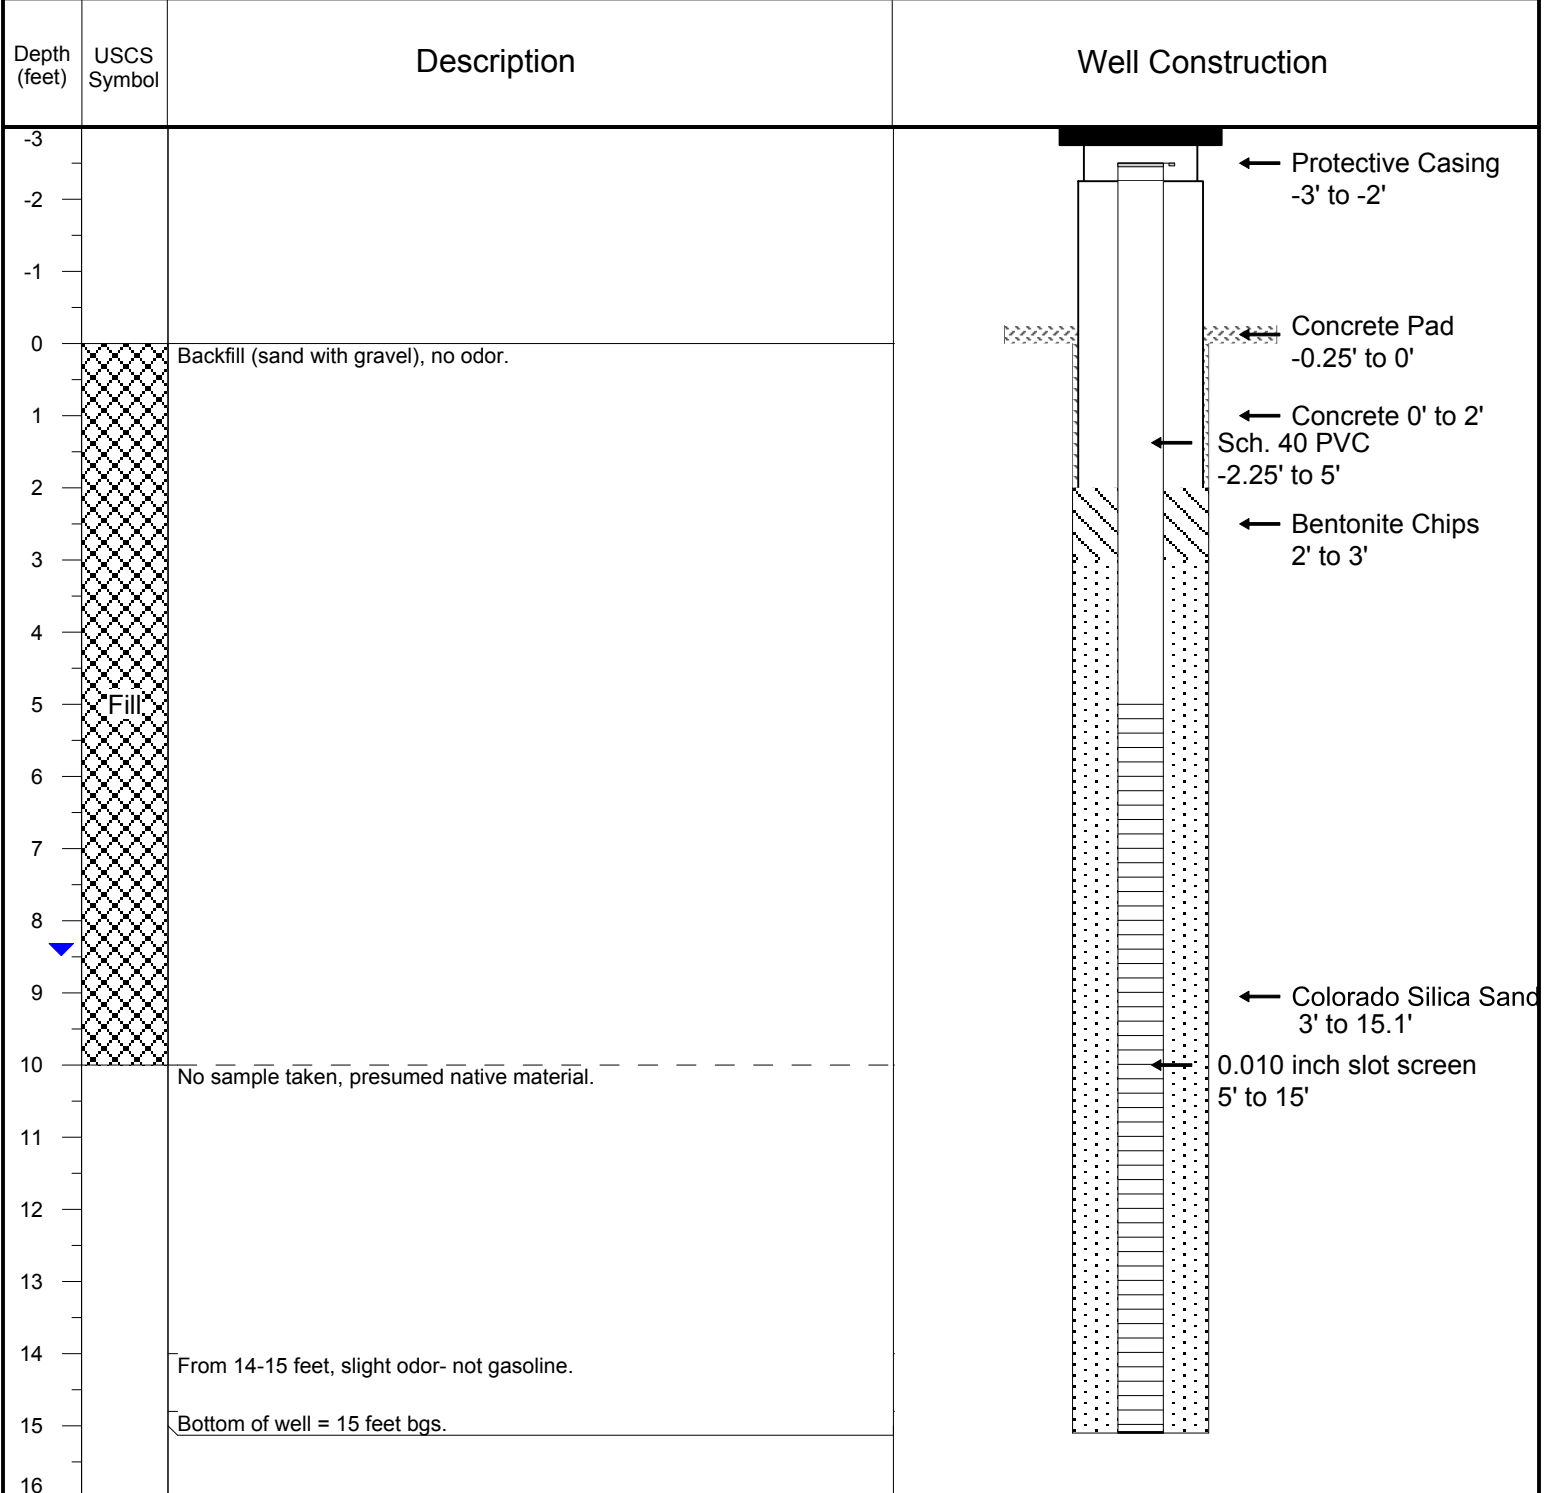 Depth
(feet)
USCS
Symbol
Description
Well Construction
-3
Protective Casing
-3' to -2'
-2
-1
Concrete Pad
-0.25' to 0'
0
Backfill (sand with gravel), no odor.
1
Concrete 0' to 2'
Sch. 40 PVC
-2.25' to 5'
2
Bentonite Chips
2' to 3'
3
4
5
Fill
6
7
8
9
Colorado Silica Sand
3' to 15.1'
10
No sample taken, presumed native material.
0.010 inch slot screen
5' to 15'
11
12
13
14
From 14-15 feet, slight odor- not gasoline.
15
Bottom of well = 15 feet bgs.
16